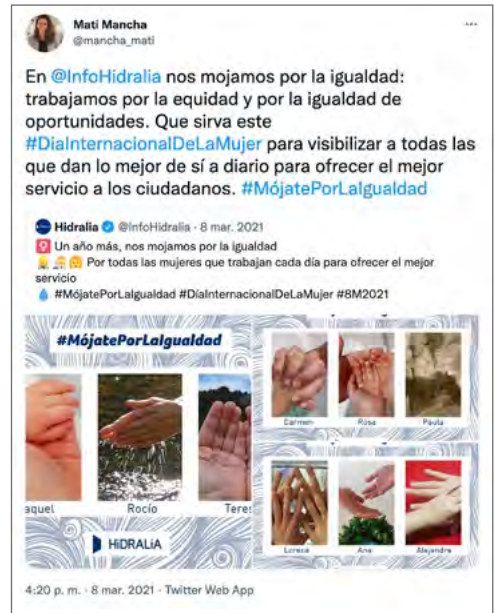 Mati Mancha
@mancha_mati
En @InfoHidralia nos mojamos por la igualdad:
trabajamos por la equidad y por la igualdad de
oportunidades. Que sirva este
#DiaInternacionalDeLaMujer para visibilizar a todas las
que dan lo mejor de sí a diario para ofrecer el mejor
servicio a los ciudadanos. #MójatePorLaIgualdad
Hidralia @InfoHidralia · 8 mar. 2021
Un año más, nos mojamos por la igualdad
Por todas las mujeres que trabajan cada día para ofrecer el mejor
servicio
#MójatePorLaIgualdad #DíaInternacionalDeLaMujer #8M2021
#MójatePorLaIgualdad
aquel Rocío Teres
HiDRALiA
Carmen Rosa Paula
Lorena Ana Alejandra
4:20 p. m. · 8 mar. 2021 · Twitter Web App